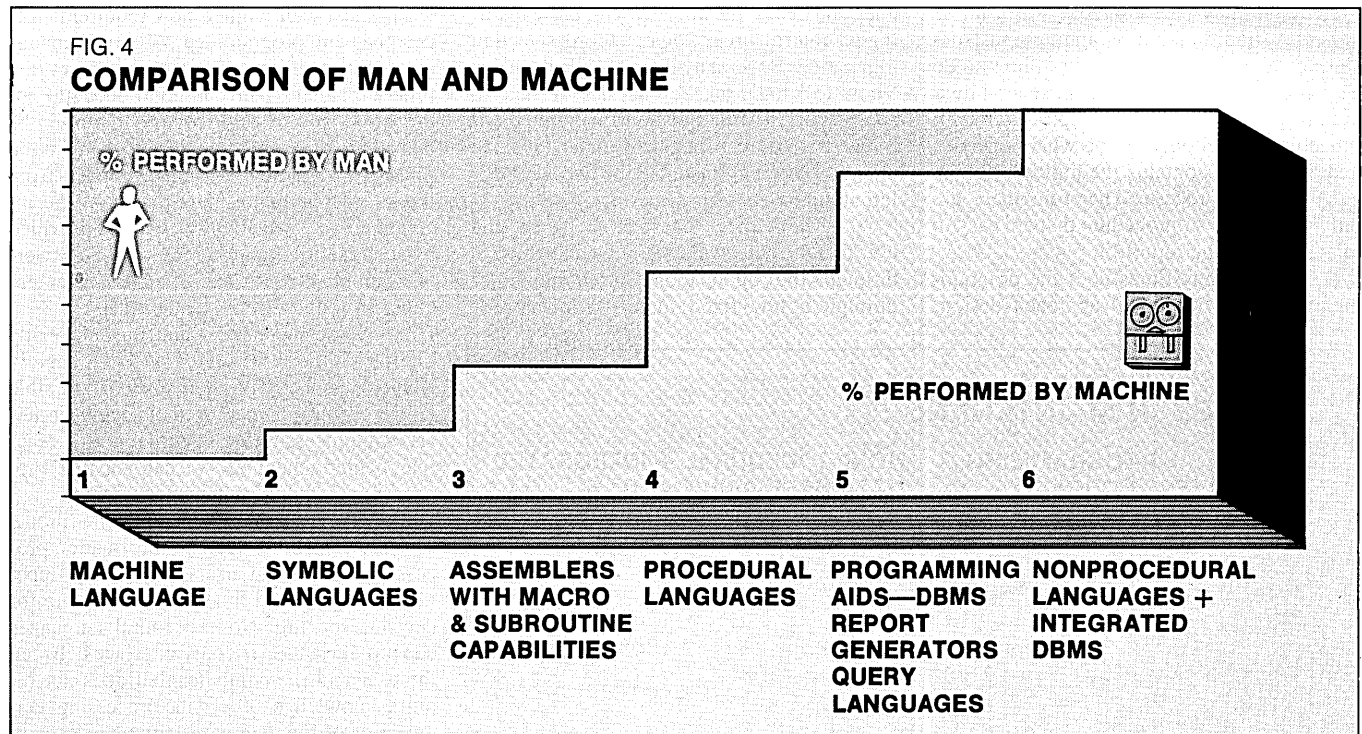 FIG. 4
COMPARISON OF MAN AND MACHINE
% PERFORMED BY MAN
% PERFORMED BY MACHINE
1
2
3
4
5
6
MACHINE
LANGUAGE
SYMBOLIC
LANGUAGES
ASSEMBLERS
WITH MACRO
& SUBROUTINE
CAPABILITIES
PROCEDURAL
LANGUAGES
PROGRAMMING
AIDS—DBMS
REPORT
GENERATORS
QUERY
LANGUAGES
NONPROCEDURAL
LANGUAGES +
INTEGRATED
DBMS